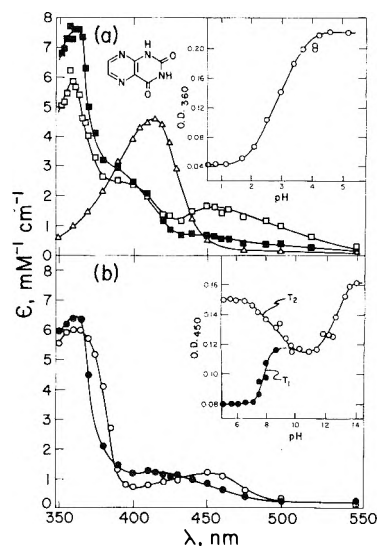 (a)
H
N
O
N
N
NH
O
8
7
6
5
4
3
2
1
0
O.D. 360
0.20
0.16
0.12
0.08
0.04
1 2 3 4 5
pH
ϵ, mM⁻¹ cm⁻¹
(b)
8
7
6
5
4
3
2
1
0
O.D. 450
0.16
0.14
0.12
0.10
0.08
T₂
T₁
6 8 10 12 14
pH
350 400 450 500 550
λ, nm